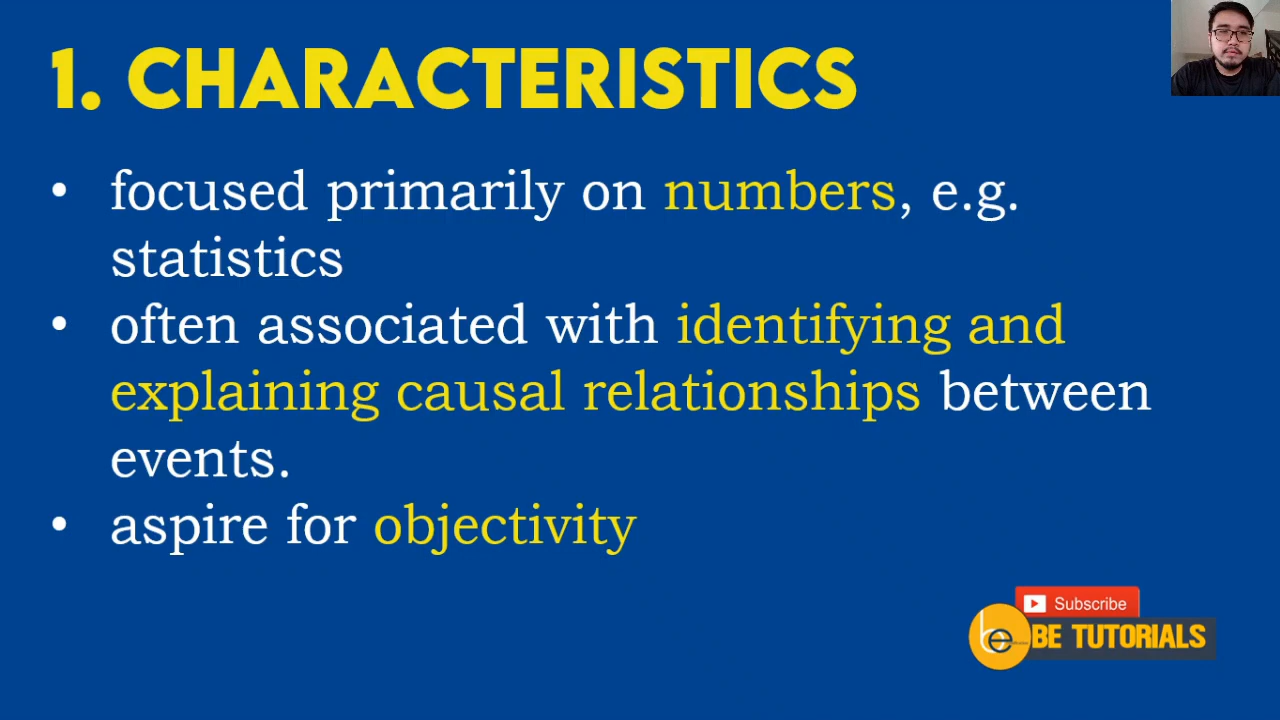 1. CHARACTERISTICS
• focused primarily on numbers, e.g.
statistics
• often associated with identifying and
explaining causal relationships between
events.
• aspire for objectivity
Subscribe
be
BE TUTORIALS